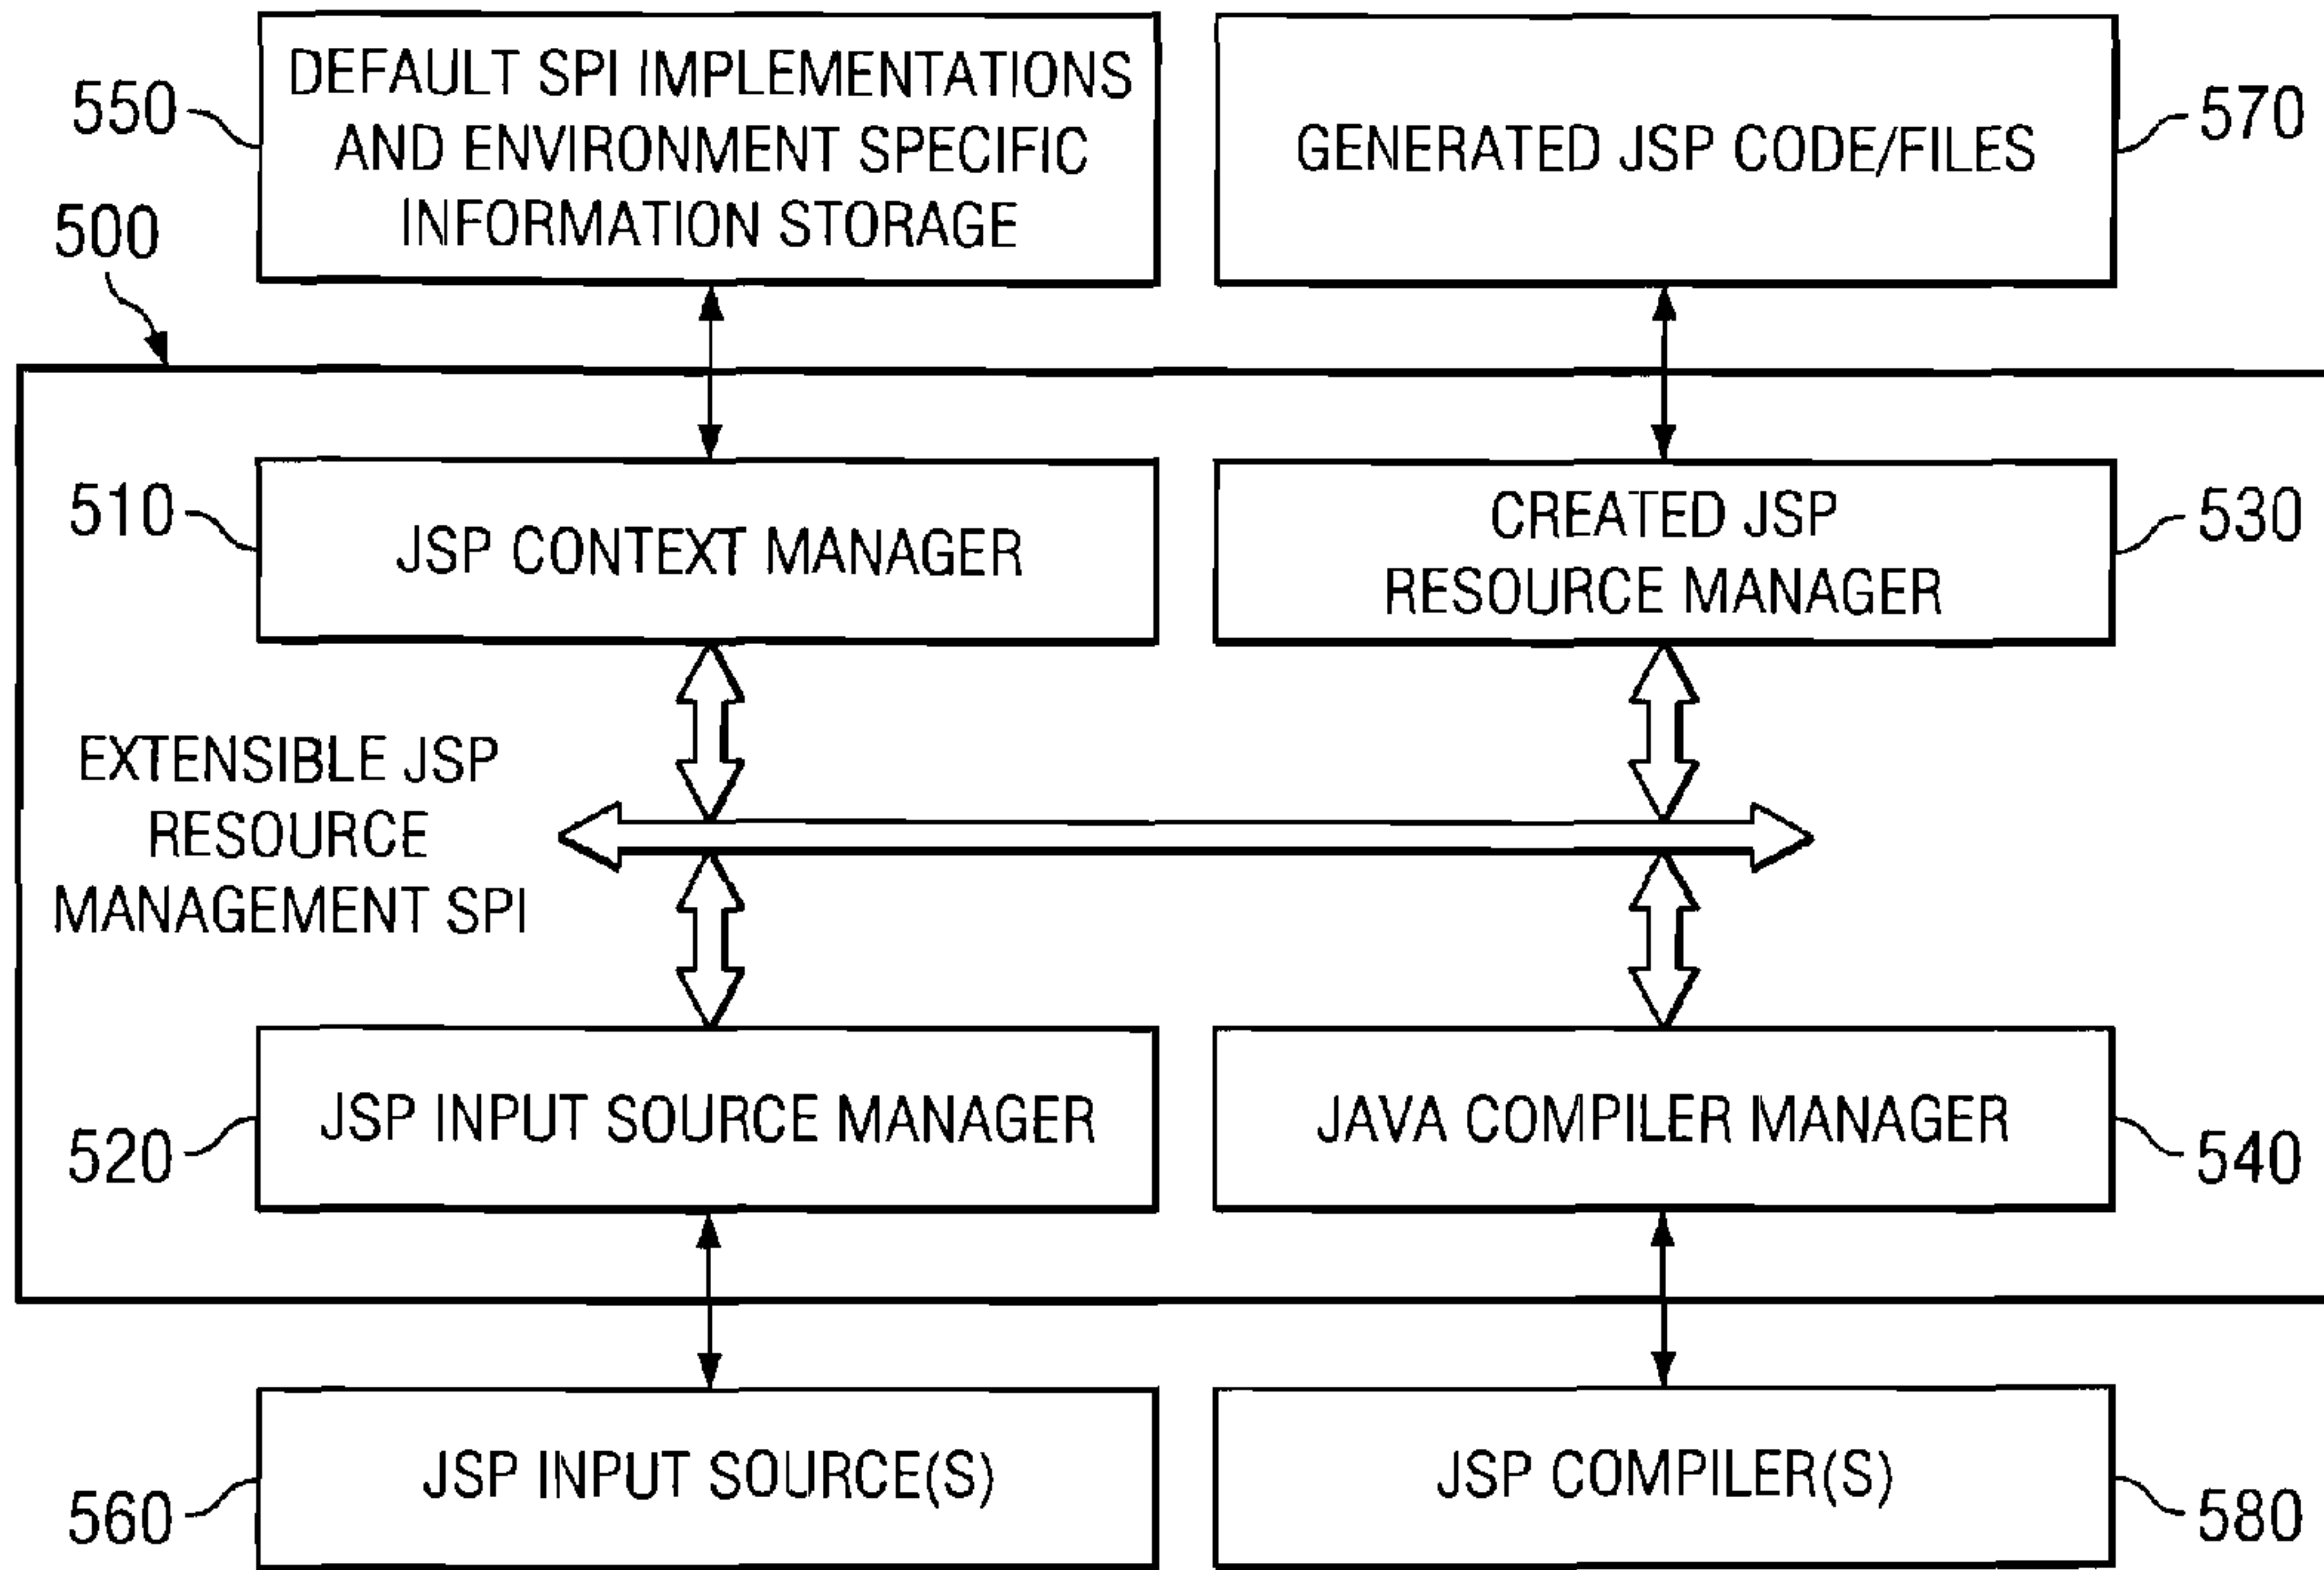 550
DEFAULT SPI IMPLEMENTATIONS
AND ENVIRONMENT SPECIFIC
INFORMATION STORAGE
GENERATED JSP CODE/FILES
570
500
510
JSP CONTEXT MANAGER
CREATED JSP
RESOURCE MANAGER
530
EXTENSIBLE JSP
RESOURCE
MANAGEMENT SPI
520
JSP INPUT SOURCE MANAGER
JAVA COMPILER MANAGER
540
560
JSP INPUT SOURCE(S)
JSP COMPILER(S)
580